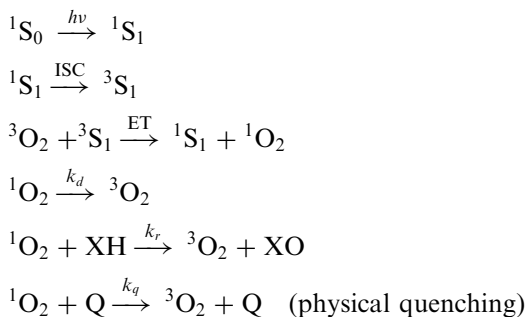 ¹S₀ —hν→ ¹S₁
¹S₁ —ISC→ ³S₁
³O₂ + ³S₁ —ET→ ¹S₁ + ¹O₂
¹O₂ —k_d→ ³O₂
¹O₂ + XH —k_r→ ³O₂ + XO
¹O₂ + Q —k_q→ ³O₂ + Q (physical quenching)